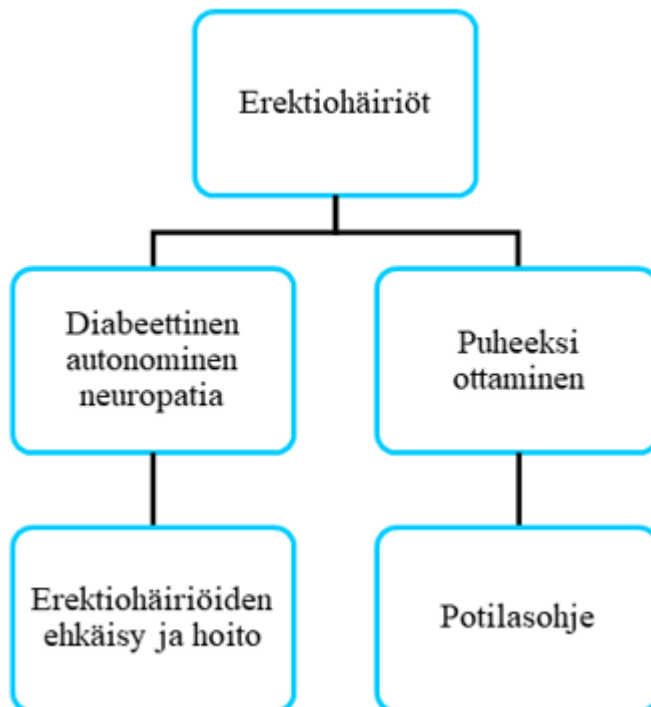 Erektiohäiriöt
Diabeettinen
autonominen
neuropatia
Puheeksi
ottaminen
Erektiohäiriöiden
ehkäisy ja hoito
Potilasohje